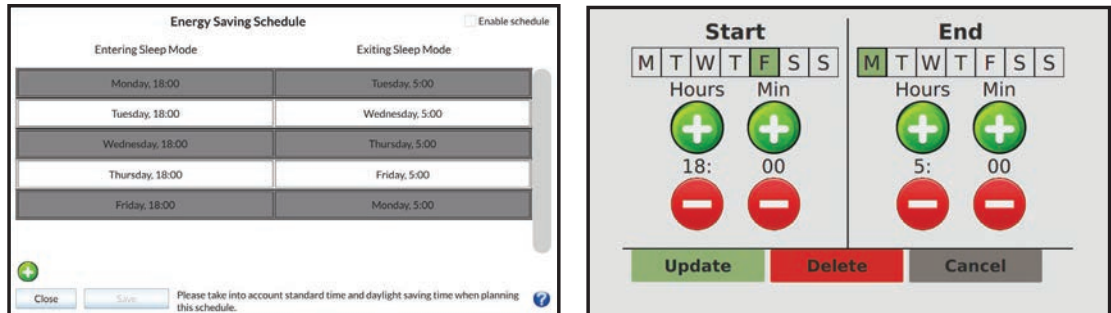 Energy Saving Schedule
Enable schedule
Entering Sleep Mode Exiting Sleep Mode
Monday, 18:00 Tuesday, 5:00
Tuesday, 18:00 Wednesday, 5:00
Wednesday, 18:00 Thursday, 5:00
Thursday, 18:00 Friday, 5:00
Friday, 18:00 Monday, 5:00
Close Save Please take into account standard time and daylight saving time when planning
this schedule.
Start End
M T W T F S S M T W T F S S
Hours Min Hours Min
18: 00 5: 00
Update Delete Cancel